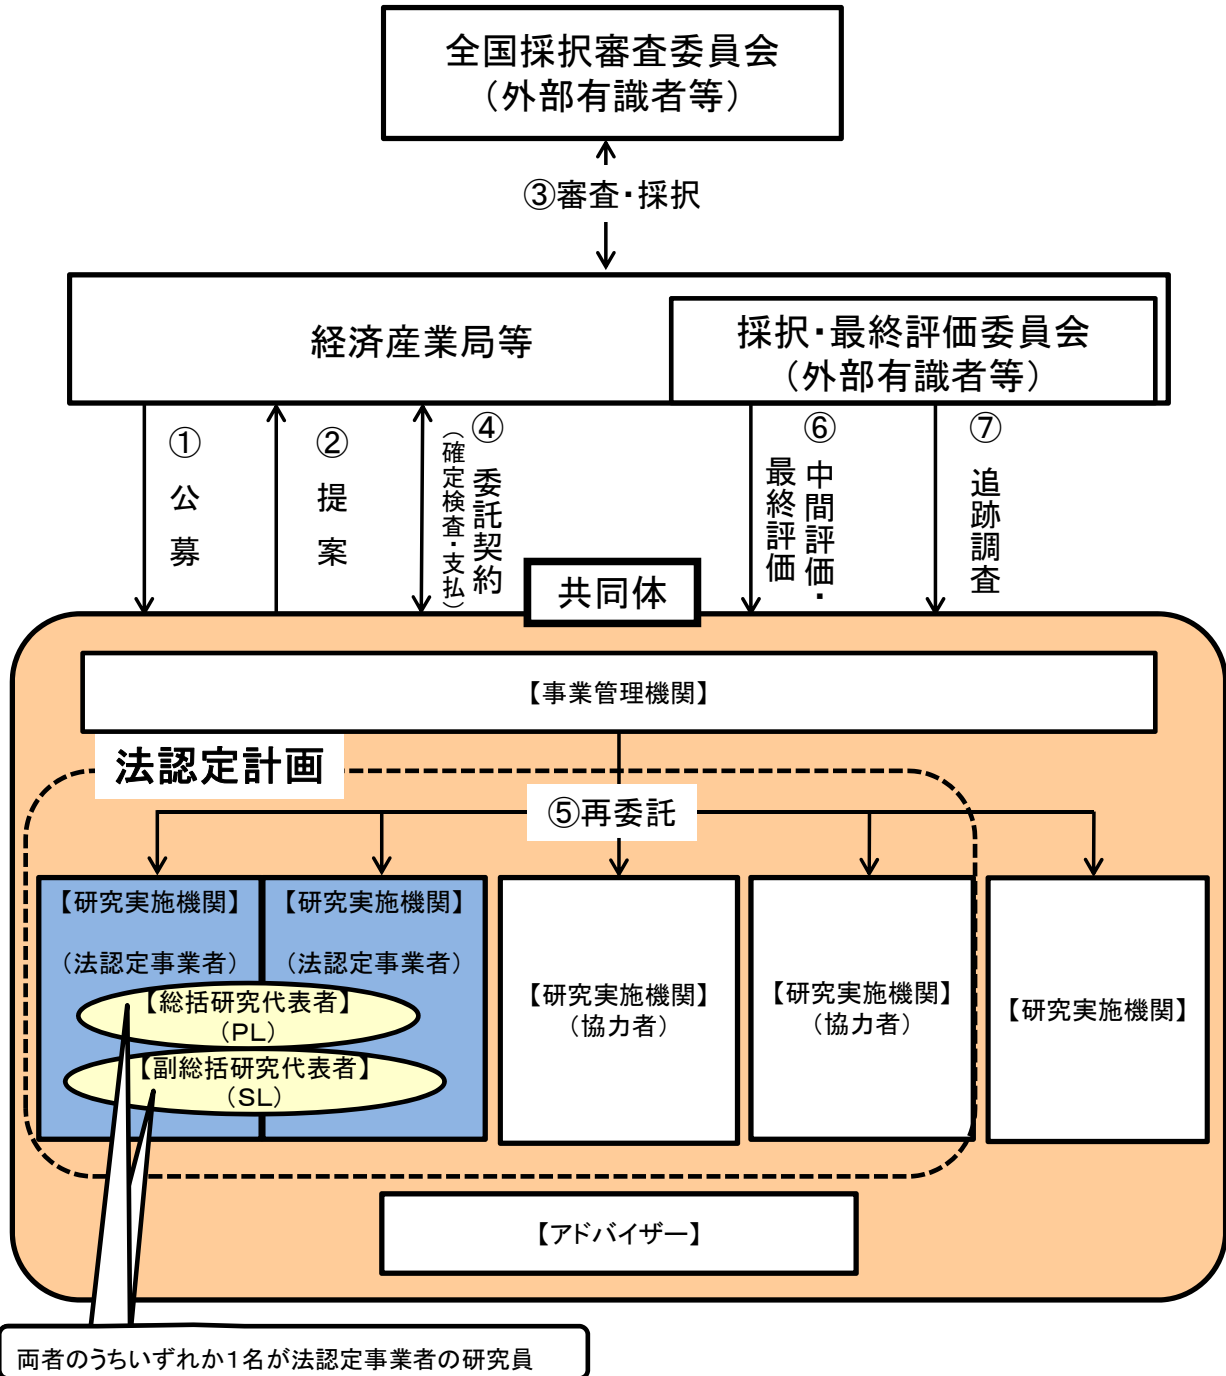 全国採択審査委員会
（外部有識者等）
③審査・採択
経済産業局等
採択・最終評価委員会
（外部有識者等）
①公募
②提案
④委託契約
（確定検査・支払）
⑥中間評価・
最終評価
⑦追跡調査
共同体
【事業管理機関】
法認定計画
⑤再委託
【研究実施機関】
（法認定事業者）
【研究実施機関】
（法認定事業者）
【総括研究代表者】
（PL）
【副総括研究代表者】
（SL）
【研究実施機関】
（協力者）
【研究実施機関】
（協力者）
【研究実施機関】
【アドバイザー】
両者のうちいずれか１名が法認定事業者の研究員